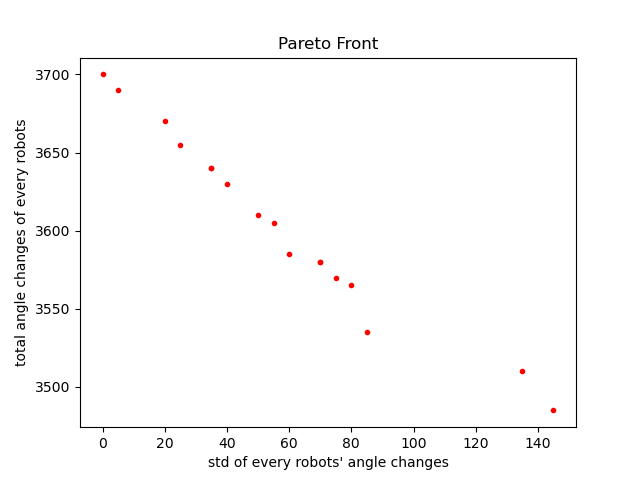 Pareto Front
total angle changes of every robots
3700
3650
3600
3550
3500
0 20 40 60 80 100 120 140
std of every robots' angle changes